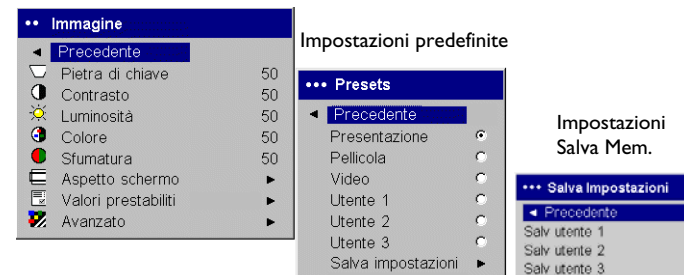 •• Immagine
◄ Precedente
Pietra di chiave 50
Contrasto 50
Luminosità 50
Colore 50
Sfumatura 50
Aspetto schermo ►
Valori prestabiliti ►
Avanzato ►
Impostazioni predefinite
••• Presets
◄ Precedente
Presentazione
Pellicola
Video
Utente 1
Utente 2
Utente 3
Salva impostazioni ►
Impostazioni
Salva Mem.
••• Salva Impostazioni
◄ Precedente
Salv utente 1
Salv utente 2
Salv utente 3